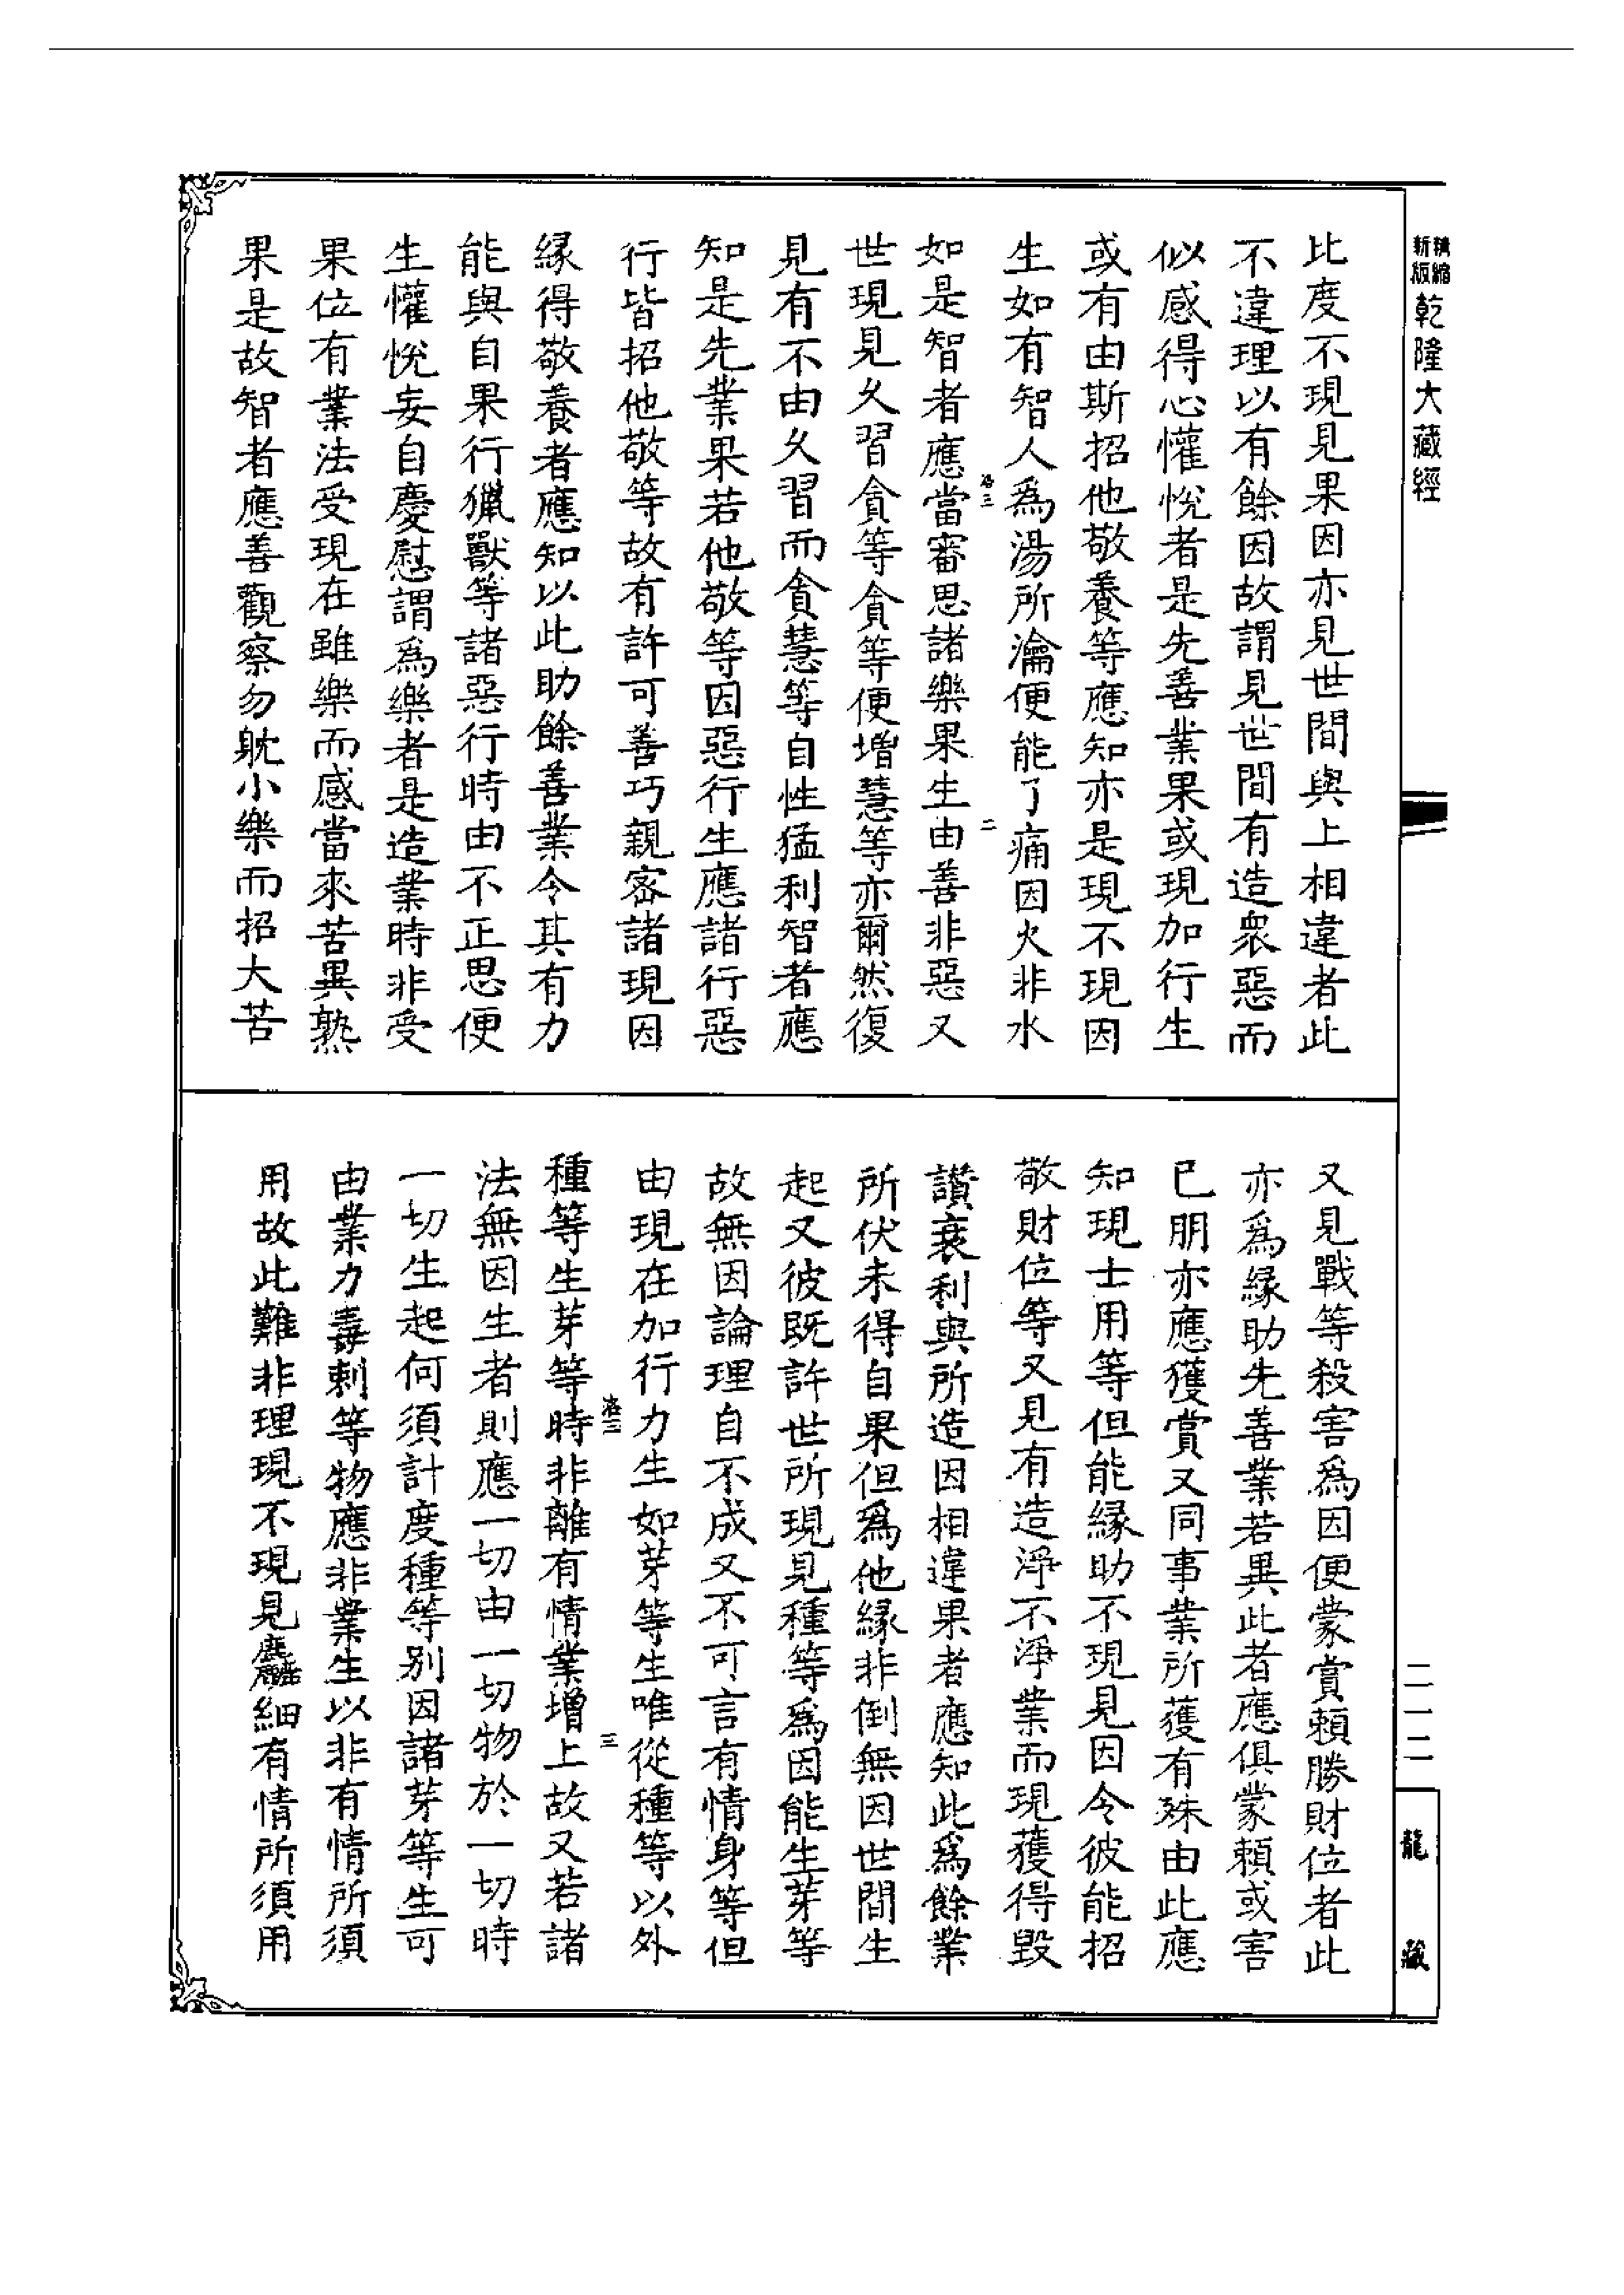 精縮新版 乾隆大藏經
比度不現見果因亦見世間與上相違者此
不違理以有餘因故謂見世間有造眾惡而
似感得心懽悅者是先善業果或現加行生
或有由斯招他敬養等應知亦是現不現因
生如有智人為湯所瀹便能了痛因火非水
如是智者應當審思諸樂果生由善非惡又
洛三
二
世現見久習貪等貪等便增慧等亦爾然復
見有不由久習而貪慧等自性猛利智者應
知是先業果若他敬等因惡行生應諸行惡
行皆招他敬等故有許可善巧親密諸現因
緣得敬養者應知以此助餘善業令其有力
能與自果行獵獸等諸惡行時由不正思便
生懽悅妄自慶慰謂為樂者是造業時非受
果位有業法受現在雖樂而感當來苦異熟
果是故智者應善觀察勿躭小樂而招大苦
又見戰等殺害為因便蒙賞賴勝財位者此
亦為緣助先善業若異此者應俱蒙賴或害
已朋亦應獲賞又同事業所獲有殊由此應
知現士用等但能緣助不現見因令彼能招
敬財位等又見有造淨不淨業而現獲得毀
讚衰利與所造因相違果者應知此為餘業
所伏未得自果但為他緣非倒無因世間生
起又彼既許世所現見種等為因能生芽等
故無因論理自不成又不可言有情身等但
由現在加行力生如芽等生唯從種等以外
洛三
三
種等生芽等時非離有情業增上故又若諸
法無因生者則應一切由一切物於一切時
一切生起何須計度種等別因諸芽等生可
由業力毒刺等物應非業生以非有情所須
用故此難非理現不現見麤細有情所須用
二一二
龍藏